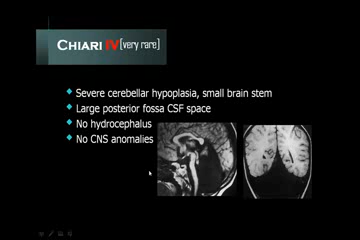 CHIARI IV [very rare]
Severe cerebellar hypoplasia, small brain stem
Large posterior fossa CSF space
No hydrocephalus
No CNS anomalies